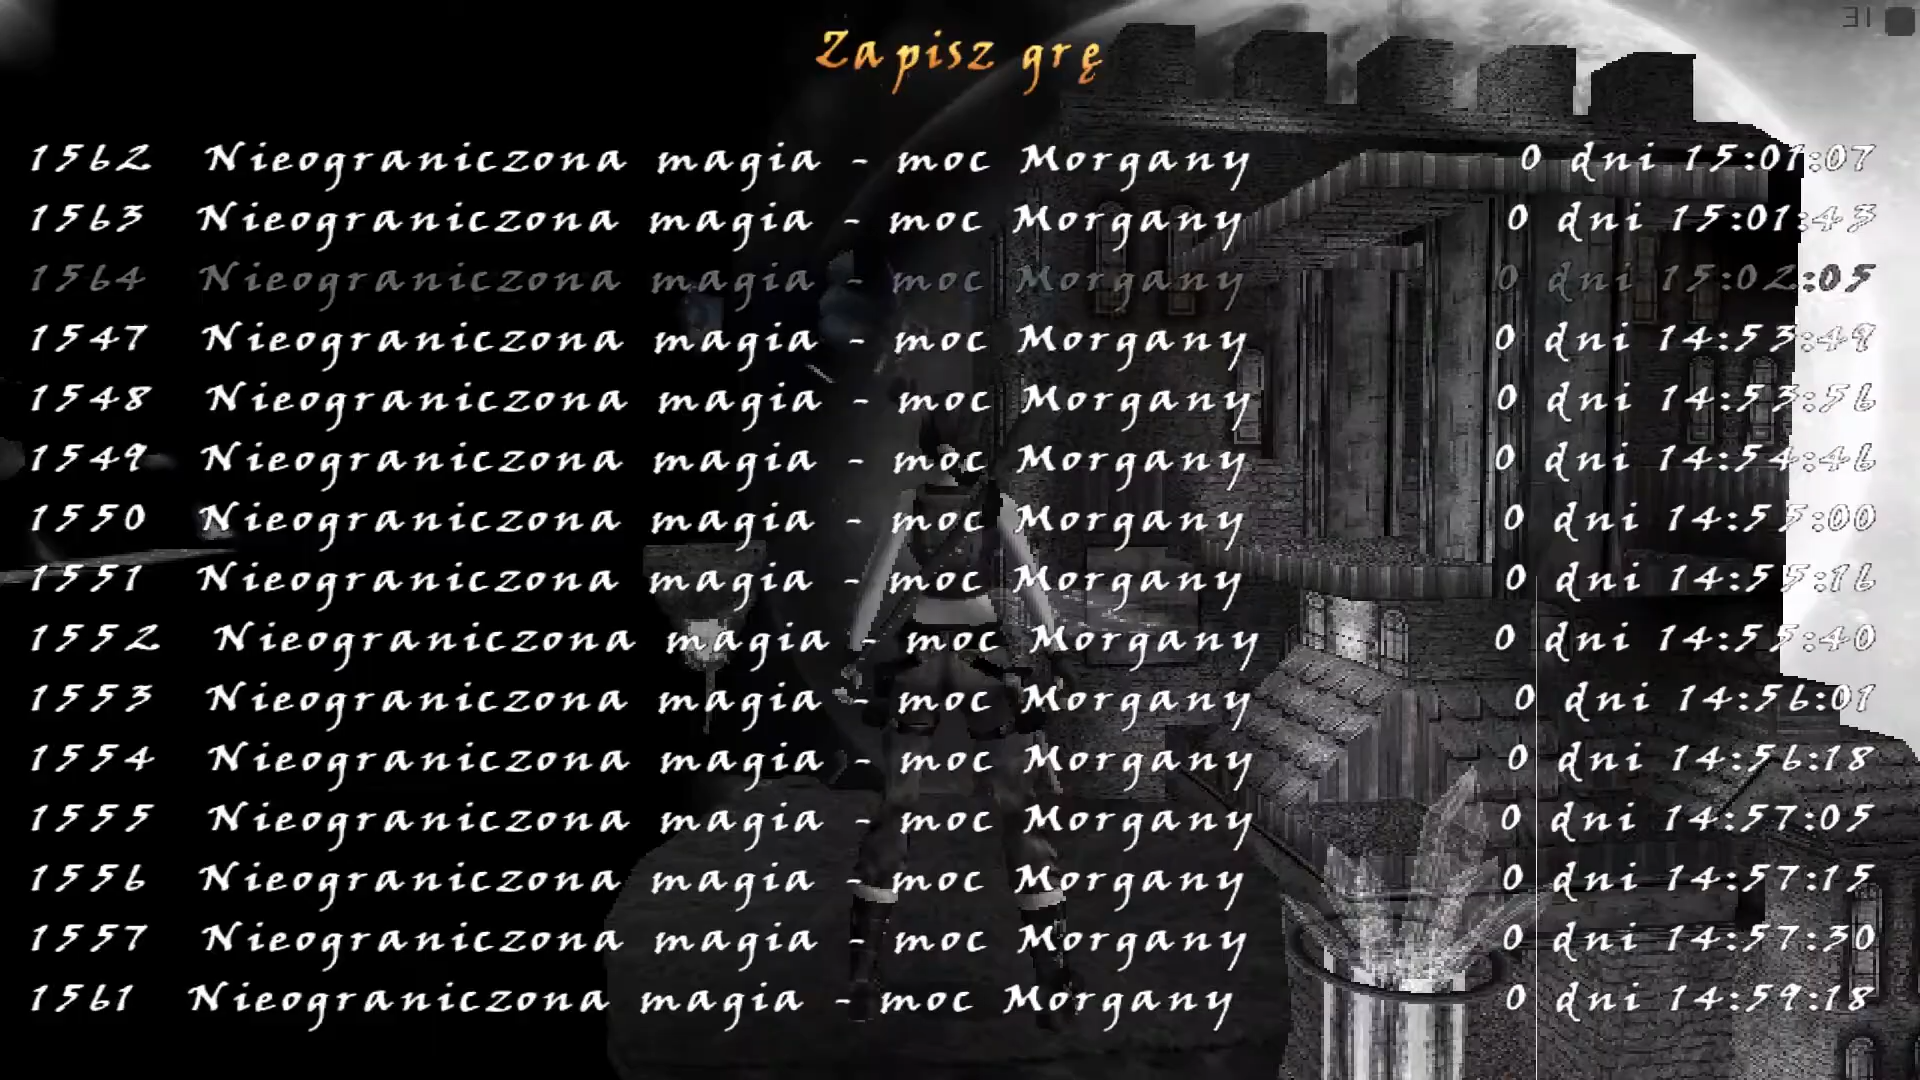 31
Zapisz grę
1562 Nieograniczona magia - moc Morgany 0 dni 15:01:07
1563 Nieograniczona magia - moc Morgany 0 dni 15:01:43
1564 Nieograniczona magia - moc Morgany 0 dni 15:02:05
1547 Nieograniczona magia - moc Morgany 0 dni 14:53:49
1548 Nieograniczona magia - moc Morgany 0 dni 14:53:56
1549 Nieograniczona magia - moc Morgany 0 dni 14:54:46
1550 Nieograniczona magia - moc Morgany 0 dni 14:55:00
1551 Nieograniczona magia - moc Morgany 0 dni 14:55:16
1552 Nieograniczona magia - moc Morgany 0 dni 14:55:40
1553 Nieograniczona magia - moc Morgany 0 dni 14:56:01
1554 Nieograniczona magia - moc Morgany 0 dni 14:56:18
1555 Nieograniczona magia - moc Morgany 0 dni 14:57:05
1556 Nieograniczona magia - moc Morgany 0 dni 14:57:15
1557 Nieograniczona magia - moc Morgany 0 dni 14:57:30
1561 Nieograniczona magia - moc Morgany 0 dni 14:59:18